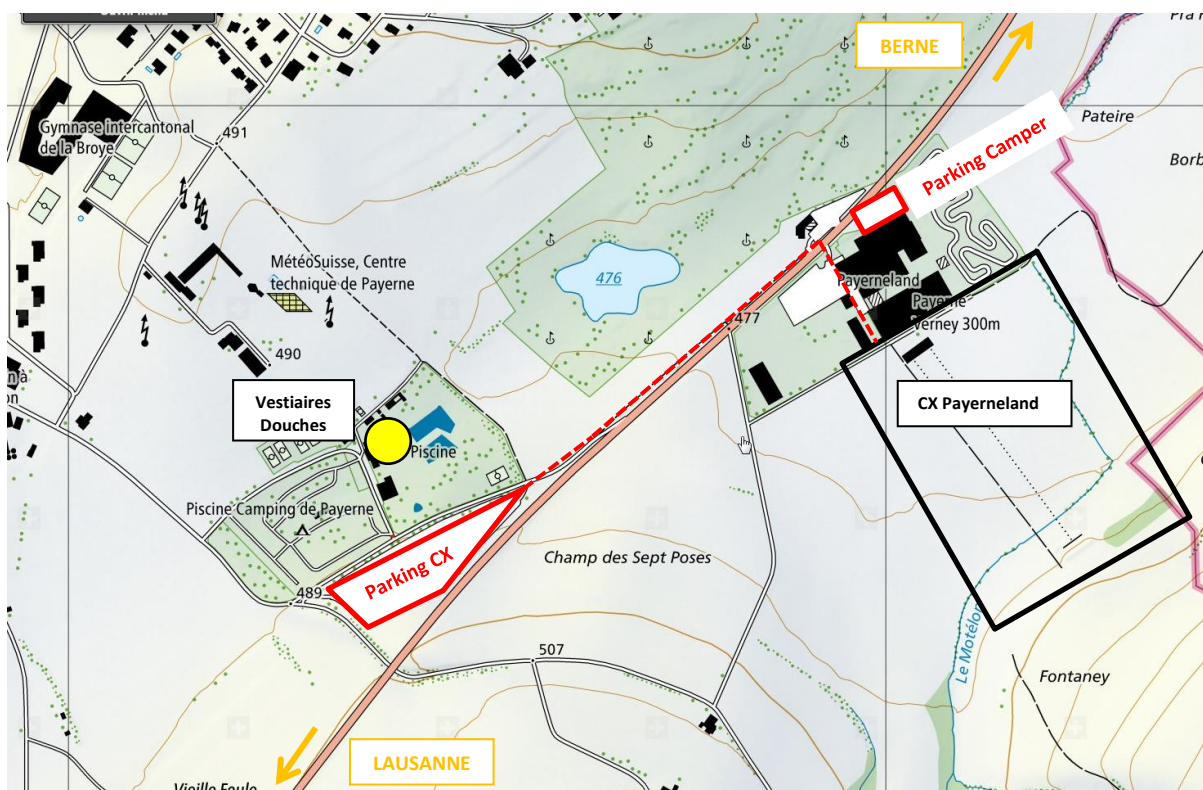 BERNE
Pateire
Gymnase intercantonal
de la Broye
491
Parking Camper
MétéoSuisse, Centre
technique de Payerne
476
Payerneland
Payerne
Verney 300m
477
490
Vestiaires
Douches
CX Payerneland
Piscine
Piscine Camping de Payerne
Champ des Sept Poses
Parking CX
489
507
Le Motélon
Fontaney
LAUSANNE
Vieille Foule